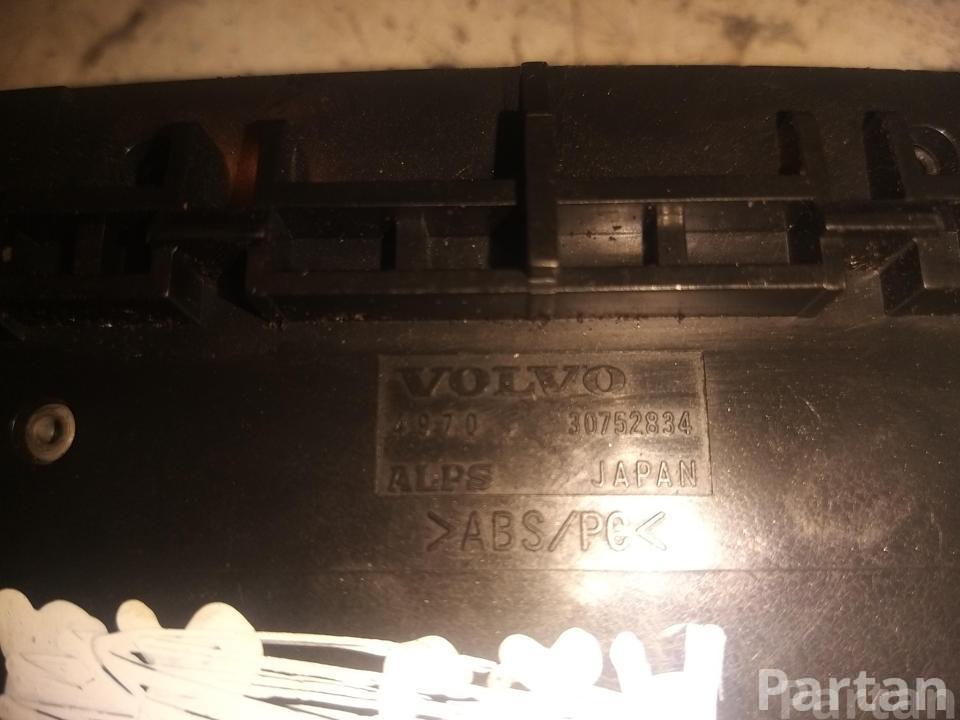 VOLVO
4970 30752834
ALPS JAPAN
>ABS/PC<
Partan